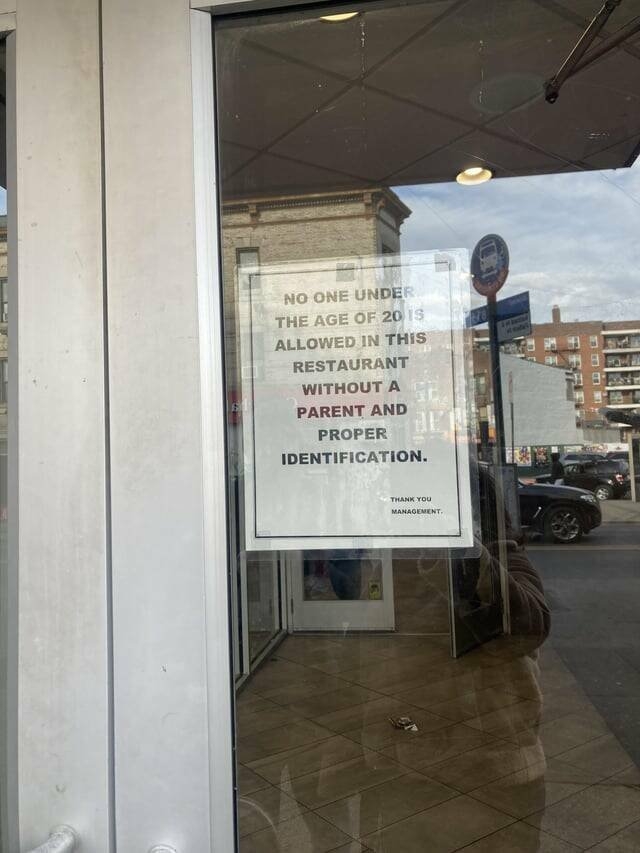 NO ONE UNDER
THE AGE OF 20 IS
ALLOWED IN THIS
RESTAURANT
WITHOUT A
PARENT AND
PROPER
IDENTIFICATION.
THANK YOU
MANAGEMENT.